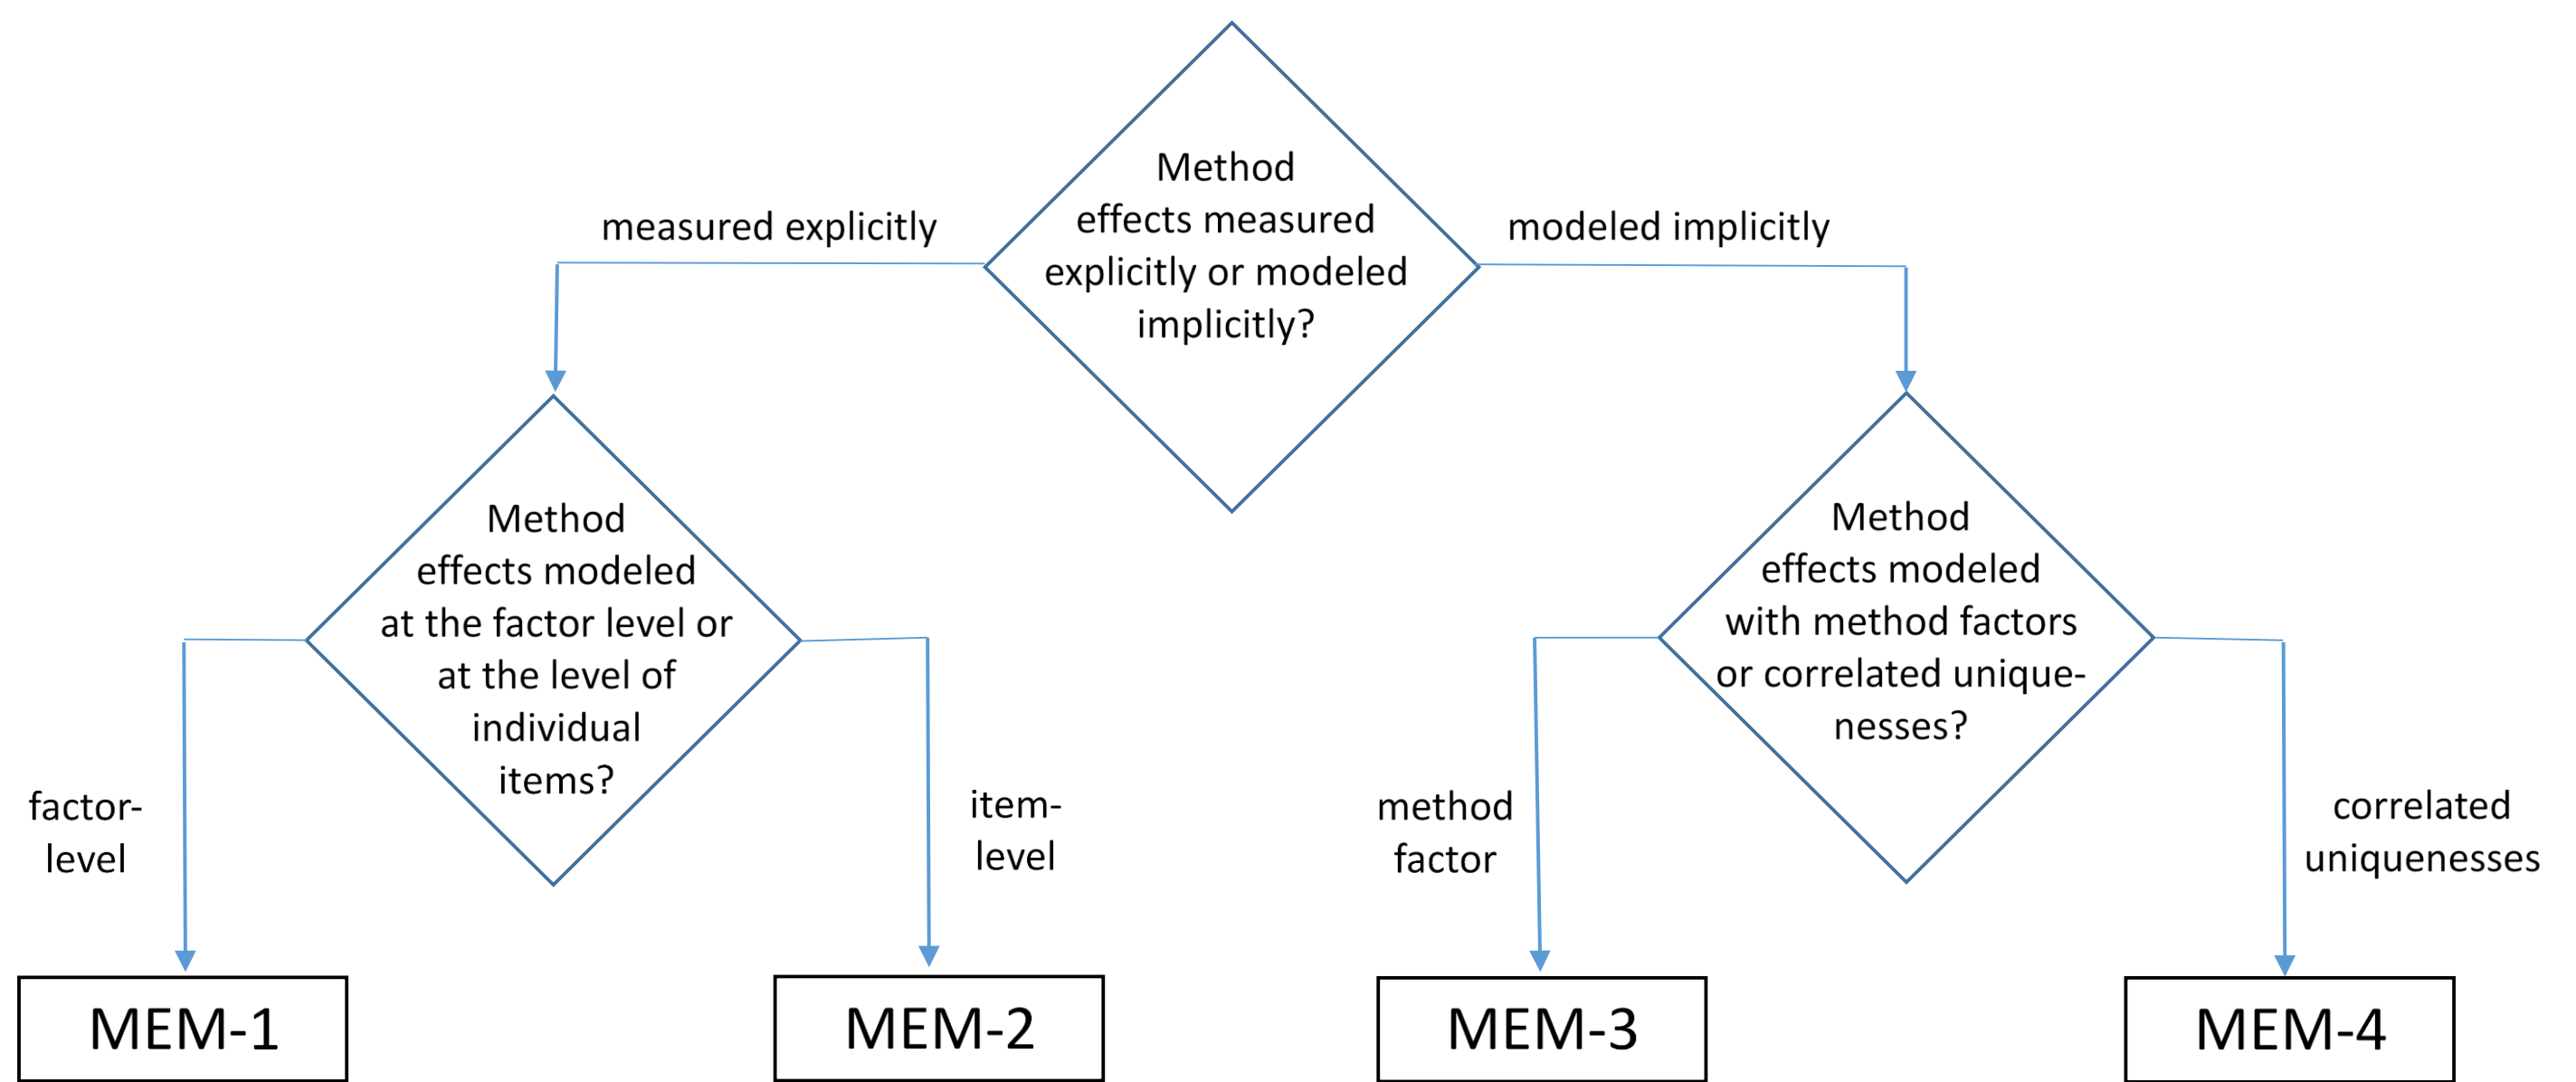 Method
effects measured
explicitly or modeled
implicitly?
measured explicitly
modeled implicitly
Method
effects modeled
at the factor level or
at the level of
individual
items?
Method
effects modeled
with method factors
or correlated unique-
nesses?
factor-
level
item-
level
method
factor
correlated
uniquenesses
MEM-1
MEM-2
MEM-3
MEM-4